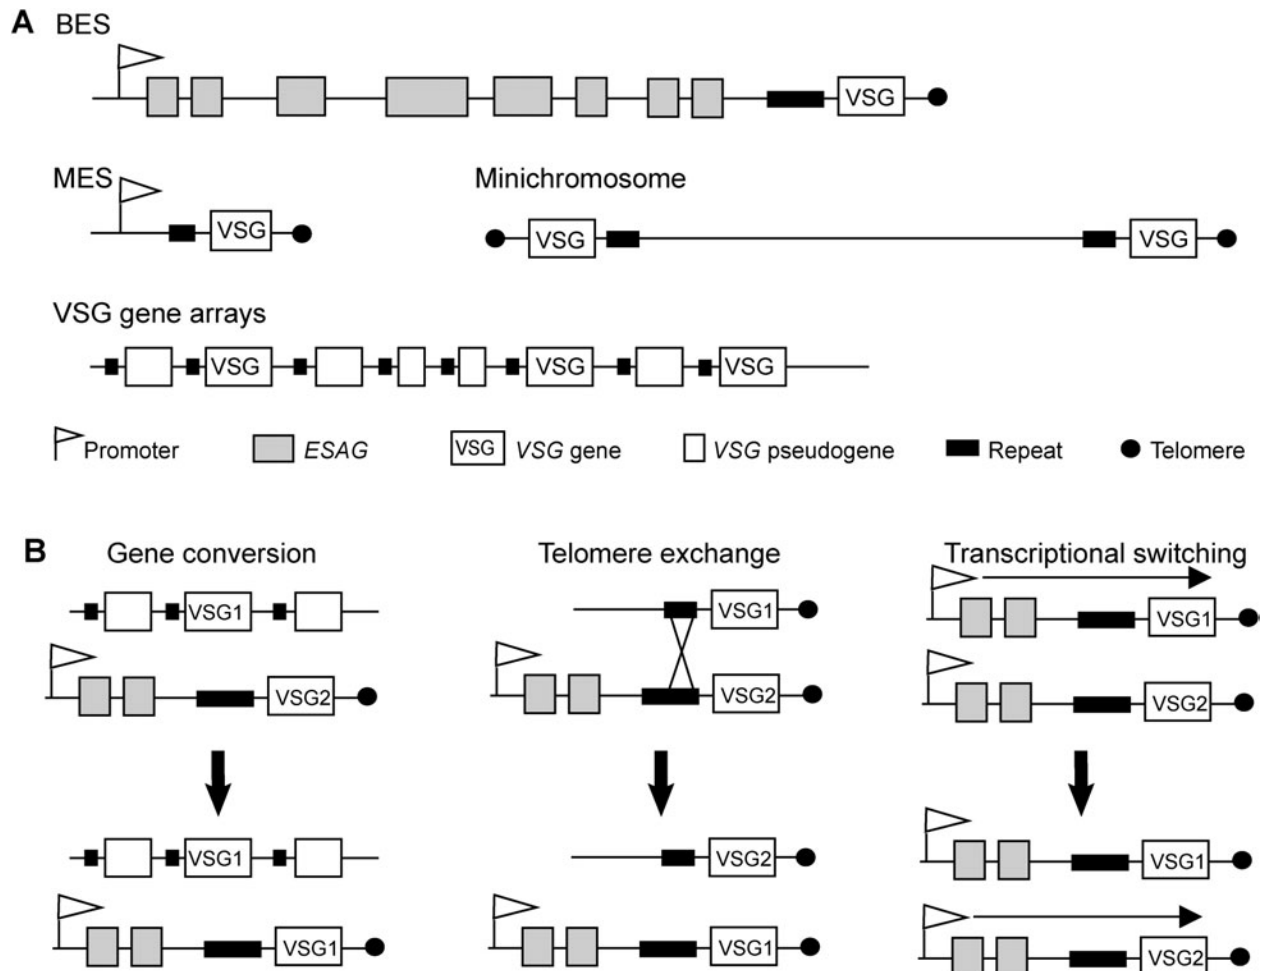 A BES
VSG
MES
Minichromosome
VSG
VSG
VSG
VSG gene arrays
VSG VSG VSG
Promoter ESAG VSG VSG gene VSG pseudogene Repeat Telomere
B Gene conversion Telomere exchange Transcriptional switching
VSG1 VSG1 VSG1
VSG2 VSG2 VSG2
VSG1 VSG2 VSG1
VSG1 VSG1 VSG2